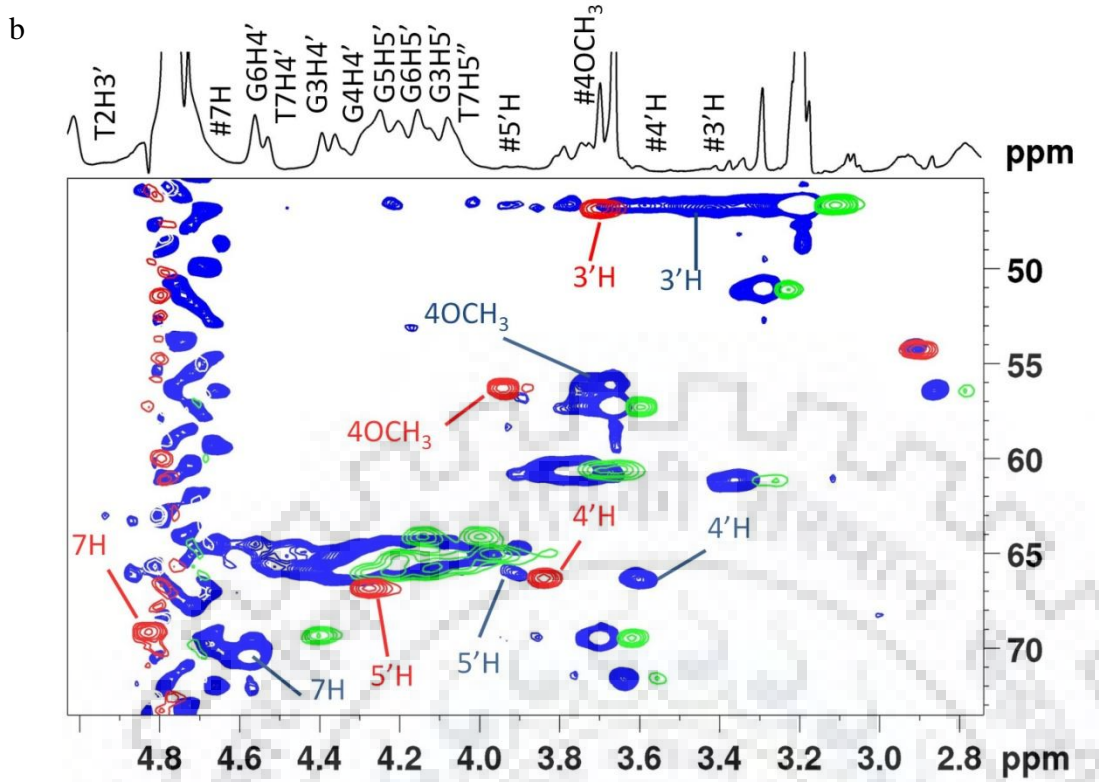 b
T2H3'
#7H
G6H4'
T7H4'
G3H4'
G4H4'
G5H5'
G6H5'
G3H5'
T7H5''
#5'H
#4OCH₃
#4'H
#3'H
ppm
50
3'H
3'H
4OCH₃
55
4OCH₃
60
4'H
4'H
7H
65
5'H
5'H
70
7H
4.8 4.6 4.4 4.2 4.0 3.8 3.6 3.4 3.2 3.0 2.8 ppm